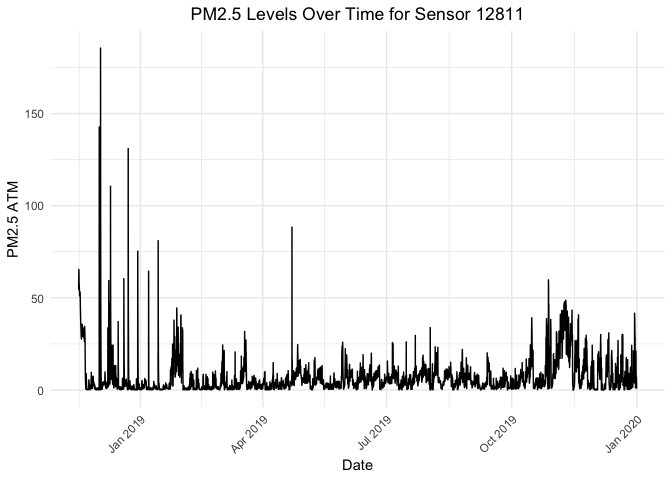 PM2.5 Levels Over Time for Sensor 12811
PM2.5 ATM
150
100
50
0
Jan 2019
Apr 2019
Jul 2019
Oct 2019
Jan 2020
Date